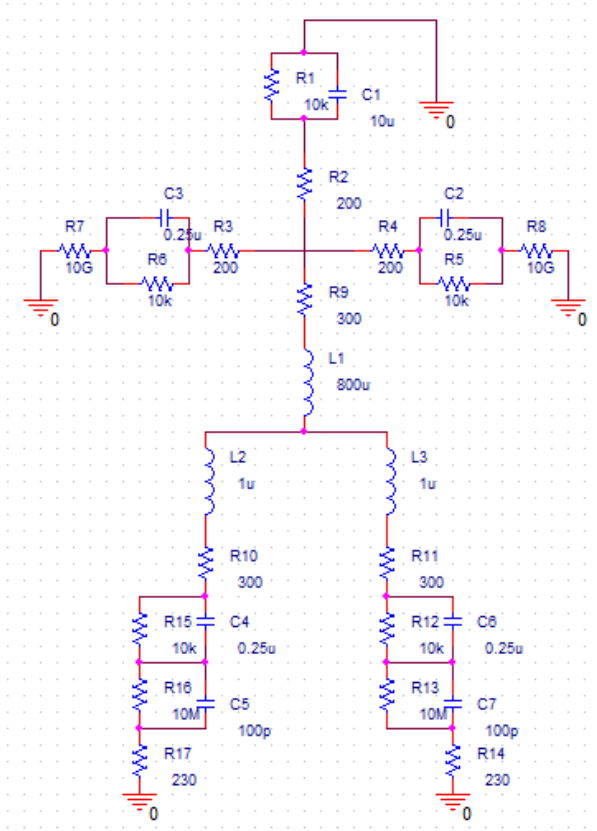 R1
10k
C1
10u
0
R2
200
C3
0.25u
R7
10G
R6
10k
R3
200
R4
200
C2
0.25u
R5
10k
R8
10G
0
0
R9
300
L1
800u
L2
1u
L3
1u
R10
300
R11
300
R15
10k
C4
0.25u
R12
10k
C6
0.25u
R16
10M
C5
100p
R13
10M
C7
100p
R17
230
R14
230
0
0